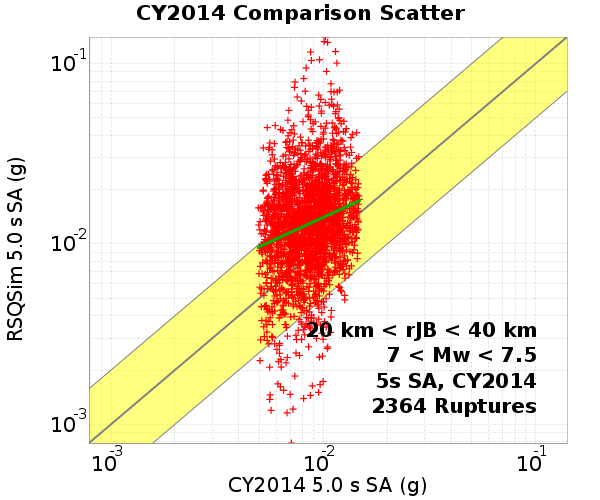 CY2014 Comparison Scatter
RSQSim 5.0 s SA (g)
10-1
10-2
10-3
20 km < rJB < 40 km
7 < Mw < 7.5
5s SA, CY2014
2364 Ruptures
10-3 10-2 10-1
CY2014 5.0 s SA (g)